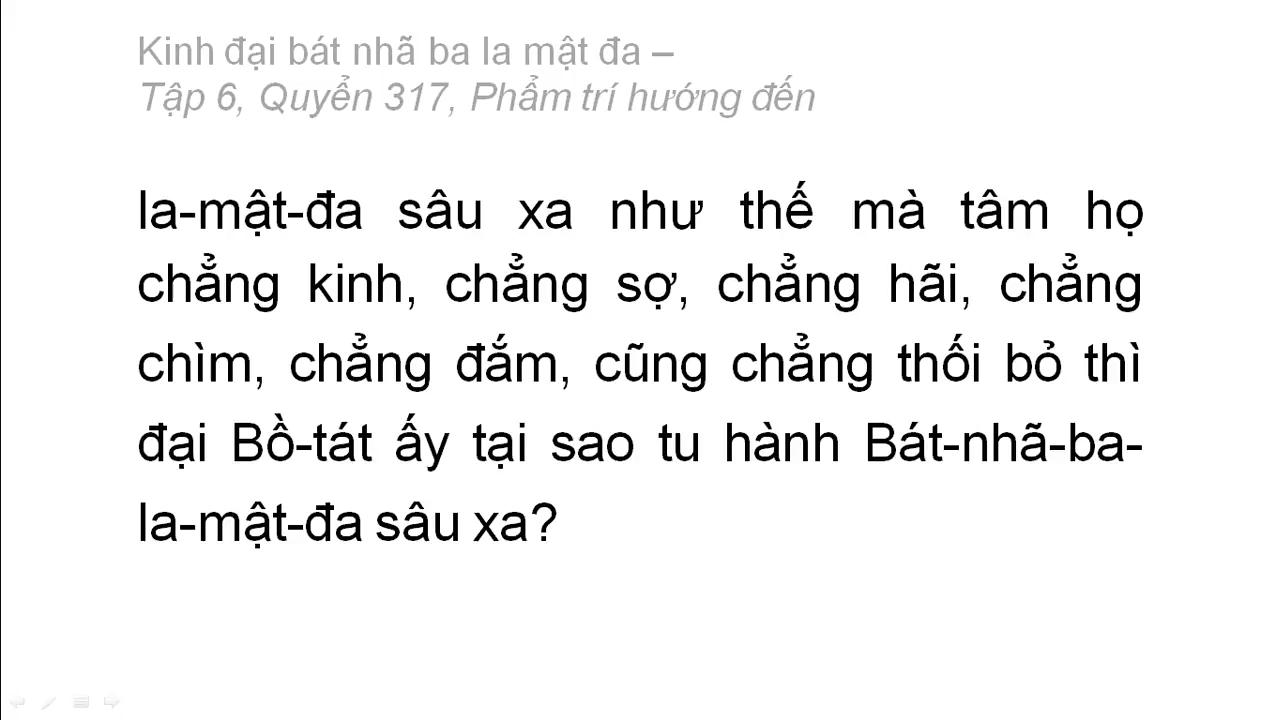 Kinh đại bát nhã ba la mật đa –
Tập 6, Quyển 317, Phẩm trí hướng đến
la-mật-đa sâu xa như thế mà tâm họ
chẳng kinh, chẳng sợ, chẳng hãi, chẳng
chìm, chẳng đắm, cũng chẳng thối bỏ thì
đại Bồ-tát ấy tại sao tu hành Bát-nhã-ba-
la-mật-đa sâu xa?